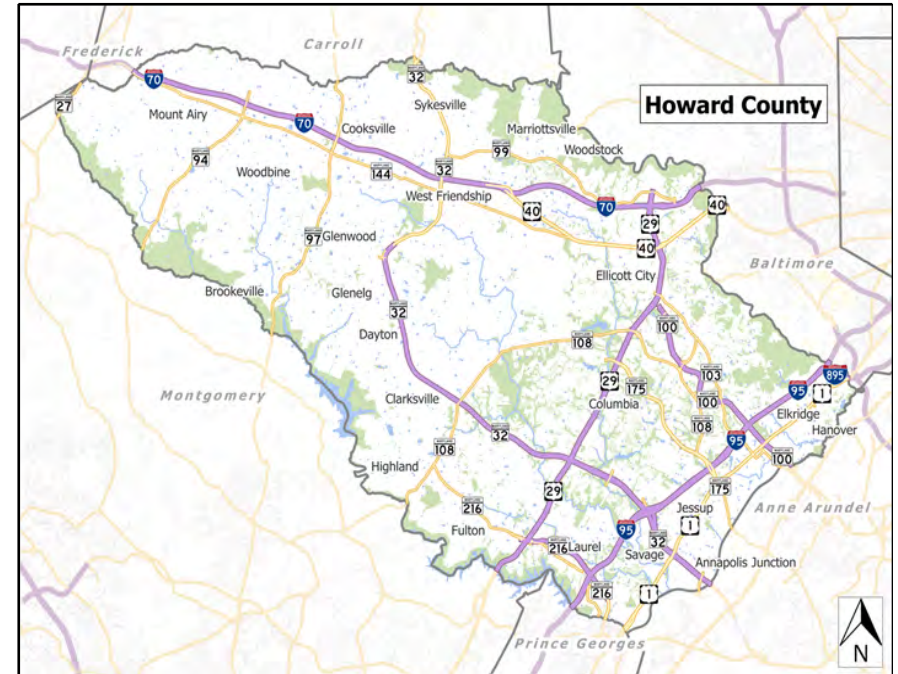 Frederick
Carroll
Howard County
27
70
Mount Airy
94
Woodbine
70
Cooksville
32
Sykesville
Marriottsville
99
Woodstock
144
32
West Friendship
40
70
29
40
40
97
Glenwood
Brookeville
Glenelg
32
Dayton
Ellicott City
Baltimore
100
108
Montgomery
Clarksville
108
32
29
175
Columbia
103
100
108
95
895
1
Elkridge
Hanover
95
100
175
Highland
216
Fulton
29
216
Laurel
95
Savage
32
Jessup
1
Anne Arundel
Annapolis Junction
216
1
Prince Georges
N